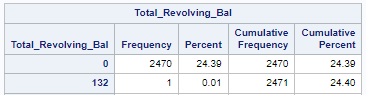 Total_Revolving_Bal
Total_Revolving_Bal Frequency Percent Cumulative Frequency Cumulative Percent
0 2470 24.39 2470 24.39
132 1 0.01 2471 24.40